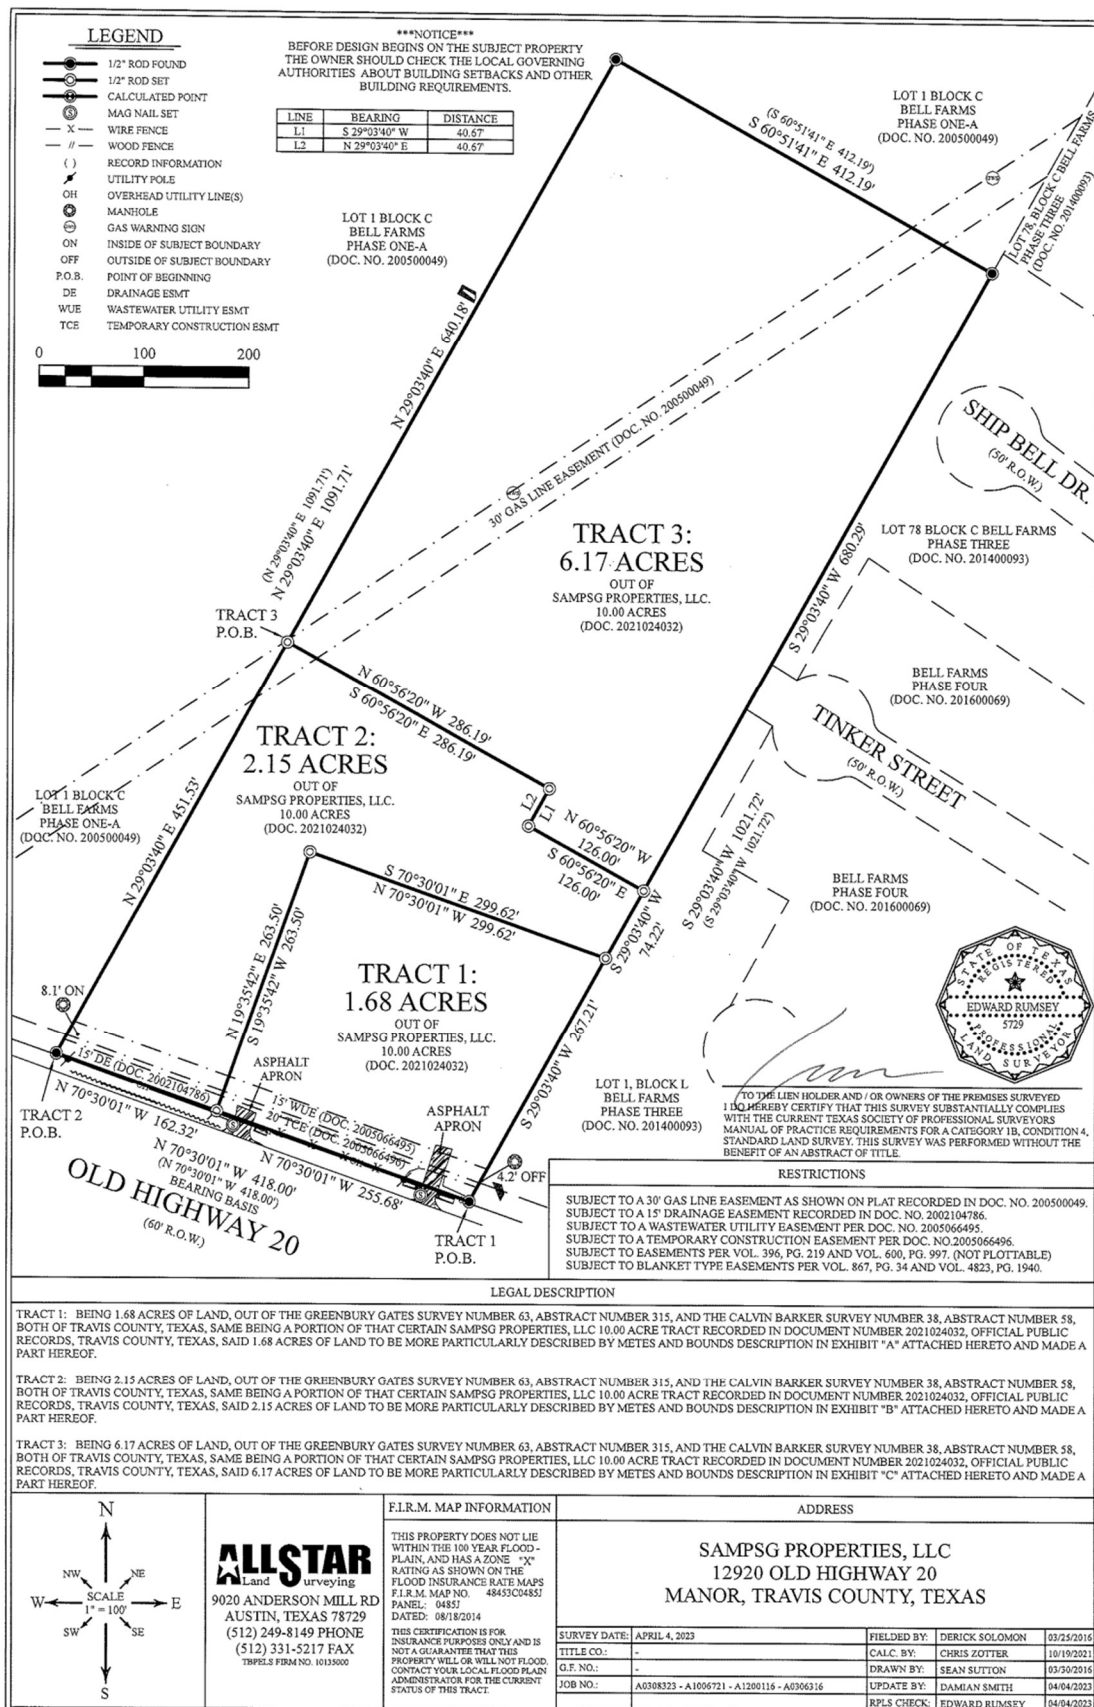 LEGEND
1/2" ROD FOUND
1/2" ROD SET
CALCULATED POINT
MAG NAIL SET
X WIRE FENCE
// WOOD FENCE
( ) RECORD INFORMATION
UTILITY POLE
OH OVERHEAD UTILITY LINE(S)
MANHOLE
GAS WARNING SIGN
ON INSIDE OF SUBJECT BOUNDARY
OFF OUTSIDE OF SUBJECT BOUNDARY
P.O.B. POINT OF BEGINNING
DE DRAINAGE ESMT
WUE WASTEWATER UTILITY ESMT
TCE TEMPORARY CONSTRUCTION ESMT
0 100 200
***NOTICE***
BEFORE DESIGN BEGINS ON THE SUBJECT PROPERTY
THE OWNER SHOULD CHECK THE LOCAL GOVERNING
AUTHORITIES ABOUT BUILDING SETBACKS AND OTHER
BUILDING REQUIREMENTS.
LINE BEARING DISTANCE
L1 S 29°03'40" W 40.67'
L2 N 29°03'40" E 40.67'
LOT 1 BLOCK C
BELL FARMS
PHASE ONE-A
(DOC. NO. 200500049)
(S 60°51'41" E 412.19')
S 60°51'41" E 412.19'
LOT 1 BLOCK C
BELL FARMS
PHASE ONE-A
(DOC. NO. 200500049)
LOT 78, BLOCK C BELL FARMS
PHASE THREE
(DOC. NO. 201400093)
N 29°03'40" E 640.18'
(N 29°03'40" E 1091.71')
N 29°03'40" E 1091.71'
30' GAS LINE EASEMENT (DOC. NO. 200500049)
SHIP BELL DR.
(50' R.O.W.)
TRACT 3:
6.17 ACRES
OUT OF
SAMPSG PROPERTIES, LLC.
10.00 ACRES
(DOC. 2021024032)
LOT 78 BLOCK C BELL FARMS
PHASE THREE
(DOC. NO. 201400093)
S 29°03'40" W 680.29'
TRACT 3
P.O.B.
N 60°56'20" W 286.19'
S 60°56'20" E 286.19'
BELL FARMS
PHASE FOUR
(DOC. NO. 201600069)
TINKER STREET
(50' R.O.W.)
TRACT 2:
2.15 ACRES
OUT OF
SAMPSG PROPERTIES, LLC.
10.00 ACRES
(DOC. 2021024032)
LOT 1 BLOCK C
BELL FARMS
PHASE ONE-A
(DOC. NO. 200500049)
N 29°03'40" E 451.53'
L2
L1
N 60°56'20" W
126.00'
S 60°56'20" E
126.00'
S 29°03'40" W 1021.72'
(S 29°03'40" W 1021.72')
BELL FARMS
PHASE FOUR
(DOC. NO. 201600069)
S 29°03'40" W
74.22'
S 70°30'01" E 299.62'
N 70°30'01" W 299.62'
N 19°35'42" E 263.50'
S 19°35'42" W 263.50'
TRACT 1:
1.68 ACRES
OUT OF
SAMPSG PROPERTIES, LLC.
10.00 ACRES
(DOC. 2021024032)
S 29°03'40" W 267.21'
8.1' ON
15' DE (DOC. 2002104786)
ASPHALT
APRON
15' WUE (DOC. 2005066495)
20' TCE (DOC. 2005066496)
ASPHALT
APRON
4.2' OFF
TRACT 2
P.O.B.
N 70°30'01" W
162.32'
N 70°30'01" W 418.00'
(N 70°30'01" W 418.00')
BEARING BASIS
N 70°30'01" W 255.68'
OLD HIGHWAY 20
(60' R.O.W.)
TRACT 1
P.O.B.
LOT 1, BLOCK L
BELL FARMS
PHASE THREE
(DOC. NO. 201400093)
STATE OF TEXAS
REGISTERED
EDWARD RUMSEY
5729
PROFESSIONAL
LAND SURVEYOR
TO THE LIEN HOLDER AND / OR OWNERS OF THE PREMISES SURVEYED
I DO HEREBY CERTIFY THAT THIS SURVEY SUBSTANTIALLY COMPLIES
WITH THE CURRENT TEXAS SOCIETY OF PROFESSIONAL SURVEYORS
MANUAL OF PRACTICE REQUIREMENTS FOR A CATEGORY 1B, CONDITION 4,
STANDARD LAND SURVEY. THIS SURVEY WAS PERFORMED WITHOUT THE
BENEFIT OF AN ABSTRACT OF TITLE.
RESTRICTIONS
SUBJECT TO A 30' GAS LINE EASEMENT AS SHOWN ON PLAT RECORDED IN DOC. NO. 200500049.
SUBJECT TO A 15' DRAINAGE EASEMENT RECORDED IN DOC. NO. 2002104786.
SUBJECT TO A WASTEWATER UTILITY EASEMENT PER DOC. NO. 2005066495.
SUBJECT TO A TEMPORARY CONSTRUCTION EASEMENT PER DOC. NO.2005066496.
SUBJECT TO EASEMENTS PER VOL. 396, PG. 219 AND VOL. 600, PG. 997. (NOT PLOTTABLE)
SUBJECT TO BLANKET TYPE EASEMENTS PER VOL. 867, PG. 34 AND VOL. 4823, PG. 1940.
LEGAL DESCRIPTION
TRACT 1: BEING 1.68 ACRES OF LAND, OUT OF THE GREENBURY GATES SURVEY NUMBER 63, ABSTRACT NUMBER 315, AND THE CALVIN BARKER SURVEY NUMBER 38, ABSTRACT NUMBER 58,
BOTH OF TRAVIS COUNTY, TEXAS, SAME BEING A PORTION OF THAT CERTAIN SAMPSG PROPERTIES, LLC 10.00 ACRE TRACT RECORDED IN DOCUMENT NUMBER 2021024032, OFFICIAL PUBLIC
RECORDS, TRAVIS COUNTY, TEXAS, SAID 1.68 ACRES OF LAND TO BE MORE PARTICULARLY DESCRIBED BY METES AND BOUNDS DESCRIPTION IN EXHIBIT "A" ATTACHED HERETO AND MADE A
PART HEREOF.
TRACT 2: BEING 2.15 ACRES OF LAND, OUT OF THE GREENBURY GATES SURVEY NUMBER 63, ABSTRACT NUMBER 315, AND THE CALVIN BARKER SURVEY NUMBER 38, ABSTRACT NUMBER 58,
BOTH OF TRAVIS COUNTY, TEXAS, SAME BEING A PORTION OF THAT CERTAIN SAMPSG PROPERTIES, LLC 10.00 ACRE TRACT RECORDED IN DOCUMENT NUMBER 2021024032, OFFICIAL PUBLIC
RECORDS, TRAVIS COUNTY, TEXAS, SAID 2.15 ACRES OF LAND TO BE MORE PARTICULARLY DESCRIBED BY METES AND BOUNDS DESCRIPTION IN EXHIBIT "B" ATTACHED HERETO AND MADE A
PART HEREOF.
TRACT 3: BEING 6.17 ACRES OF LAND, OUT OF THE GREENBURY GATES SURVEY NUMBER 63, ABSTRACT NUMBER 315, AND THE CALVIN BARKER SURVEY NUMBER 38, ABSTRACT NUMBER 58,
BOTH OF TRAVIS COUNTY, TEXAS, SAME BEING A PORTION OF THAT CERTAIN SAMPSG PROPERTIES, LLC 10.00 ACRE TRACT RECORDED IN DOCUMENT NUMBER 2021024032, OFFICIAL PUBLIC
RECORDS, TRAVIS COUNTY, TEXAS, SAID 6.17 ACRES OF LAND TO BE MORE PARTICULARLY DESCRIBED BY METES AND BOUNDS DESCRIPTION IN EXHIBIT "C" ATTACHED HERETO AND MADE A
PART HEREOF.
N
NW NE
W SCALE E
1" = 100'
SW SE
S
ALLSTAR
Land Surveying
9020 ANDERSON MILL RD
AUSTIN, TEXAS 78729
(512) 249-8149 PHONE
(512) 331-5217 FAX
TBPELS FIRM NO. 10135000
F.I.R.M. MAP INFORMATION
THIS PROPERTY DOES NOT LIE
WITHIN THE 100 YEAR FLOOD-
PLAIN, AND HAS A ZONE "X"
RATING AS SHOWN ON THE
FLOOD INSURANCE RATE MAPS
F.I.R.M. MAP NO. 48453C0485J
PANEL: 0485J
DATED: 08/18/2014
THIS CERTIFICATION IS FOR
INSURANCE PURPOSES ONLY AND IS
NOT A GUARANTEE THAT THIS
PROPERTY WILL OR WILL NOT FLOOD.
CONTACT YOUR LOCAL FLOOD PLAIN
ADMINISTRATOR FOR THE CURRENT
STATUS OF THIS TRACT.
ADDRESS
SAMPSG PROPERTIES, LLC
12920 OLD HIGHWAY 20
MANOR, TRAVIS COUNTY, TEXAS
SURVEY DATE: APRIL 4, 2023 FIELDED BY: DERICK SOLOMON 03/25/2016
TITLE CO.: - CALC. BY: CHRIS ZOTTER 10/19/2021
G.F. NO.: - DRAWN BY: SEAN SUTTON 03/30/2016
JOB NO.: A0308323 - A1006721 - A1200116 - A0306316 UPDATE BY: DAMIAN SMITH 04/04/2023
RPLS CHECK: EDWARD RUMSEY 04/04/2023